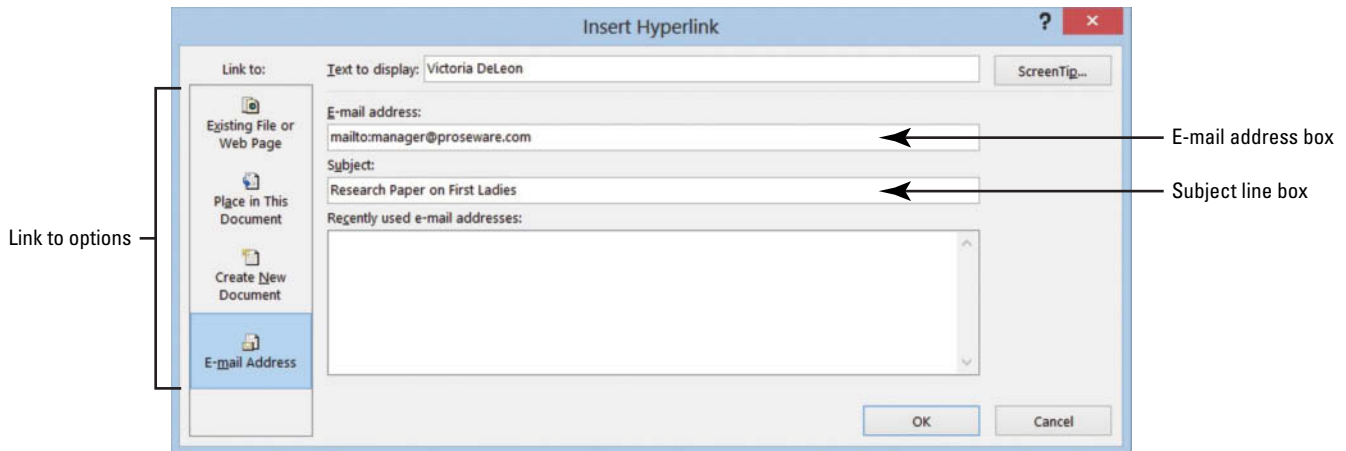 Insert Hyperlink
?
×
Link to:
Text to display: Victoria DeLeon
ScreenTip...
Existing File or
Web Page
Place in This
Document
Create New
Document
E-mail Address
E-mail address:
mailto:manager@proseware.com
Subject:
Research Paper on First Ladies
Recently used e-mail addresses:
OK
Cancel
Link to options
E-mail address box
Subject line box